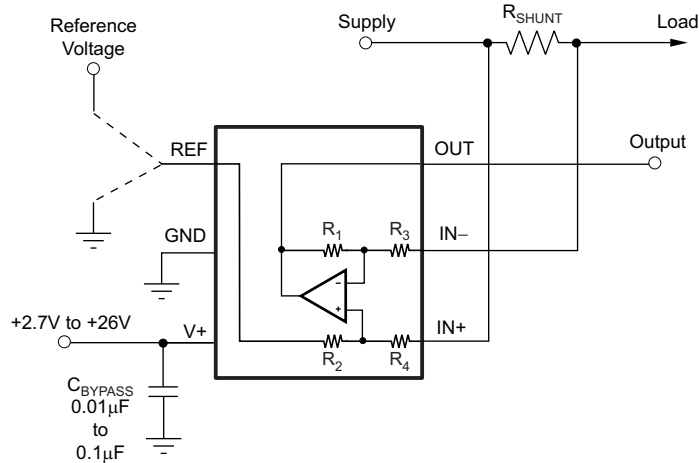 Reference
Voltage
Supply
RSHUNT
Load
REF
OUT
Output
GND
R1
R3
IN−
−
+
+2.7V to +26V
V+
R2
R4
IN+
CBYPASS
0.01µF
to
0.1µF